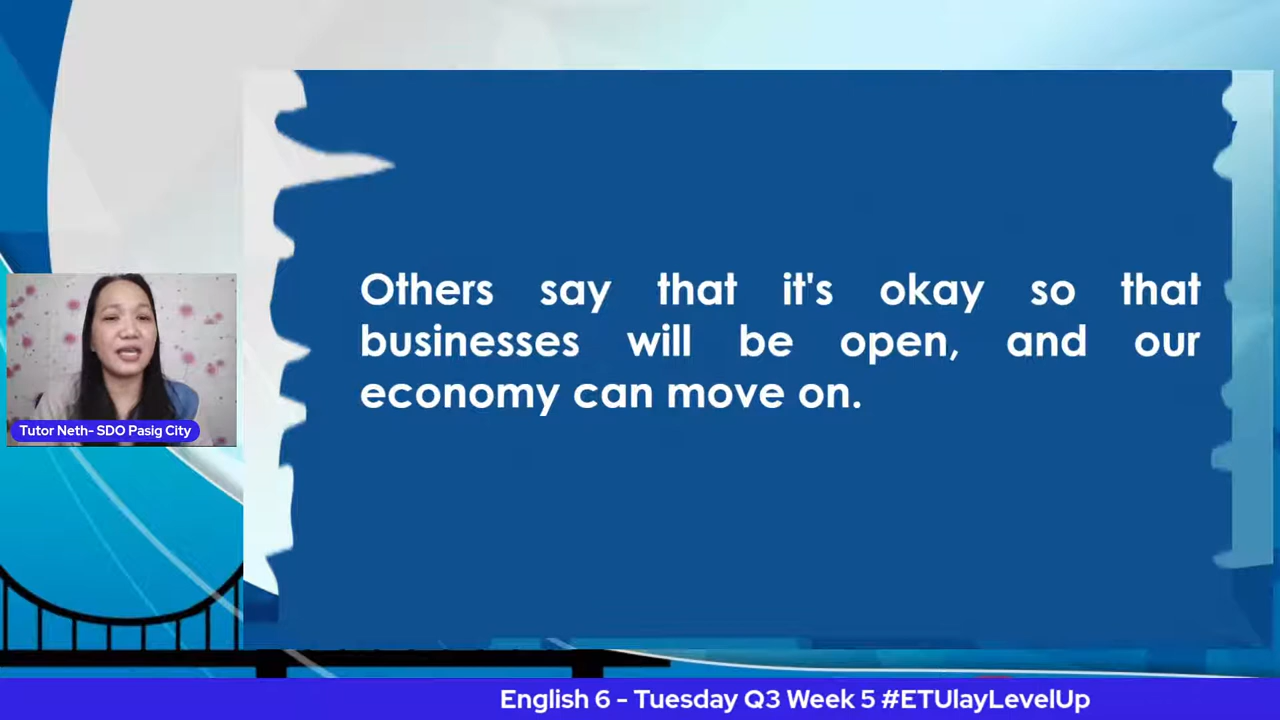 Others say that it's okay so that
businesses will be open, and our
economy can move on.
Tutor Neth- SDO Pasig City
English 6 - Tuesday Q3 Week 5 #ETUlayLevelUp